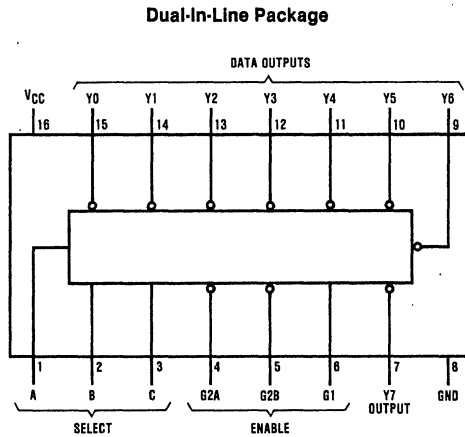 Dual-In-Line Package
DATA OUTPUTS
VCC Y0 Y1 Y2 Y3 Y4 Y5 Y6
16 15 14 13 12 11 10 9
1 2 3 4 5 6 7 8
A B C G2A G2B G1 Y7 GND
OUTPUT
SELECT ENABLE